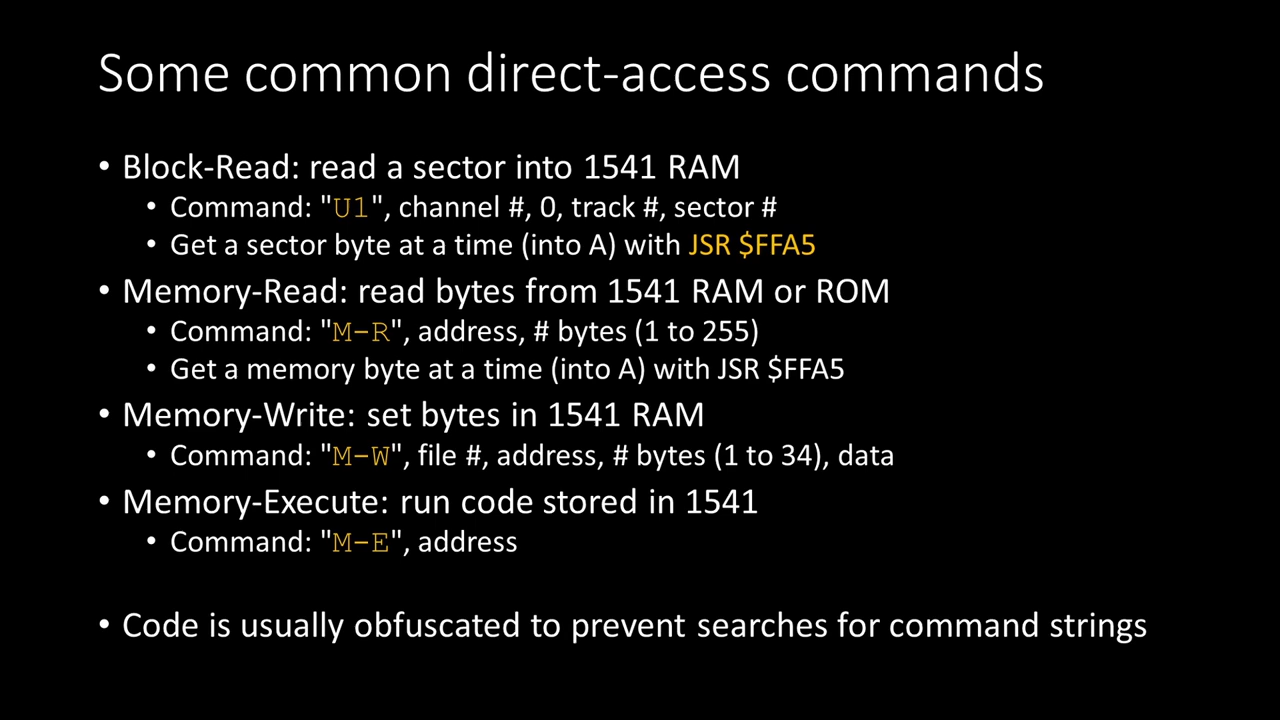 Some common direct-access commands
• Block-Read: read a sector into 1541 RAM
• Command: "U1", channel #, 0, track #, sector #
• Get a sector byte at a time (into A) with JSR $FFA5
• Memory-Read: read bytes from 1541 RAM or ROM
• Command: "M-R", address, # bytes (1 to 255)
• Get a memory byte at a time (into A) with JSR $FFA5
• Memory-Write: set bytes in 1541 RAM
• Command: "M-W", file #, address, # bytes (1 to 34), data
• Memory-Execute: run code stored in 1541
• Command: "M-E", address
• Code is usually obfuscated to prevent searches for command strings